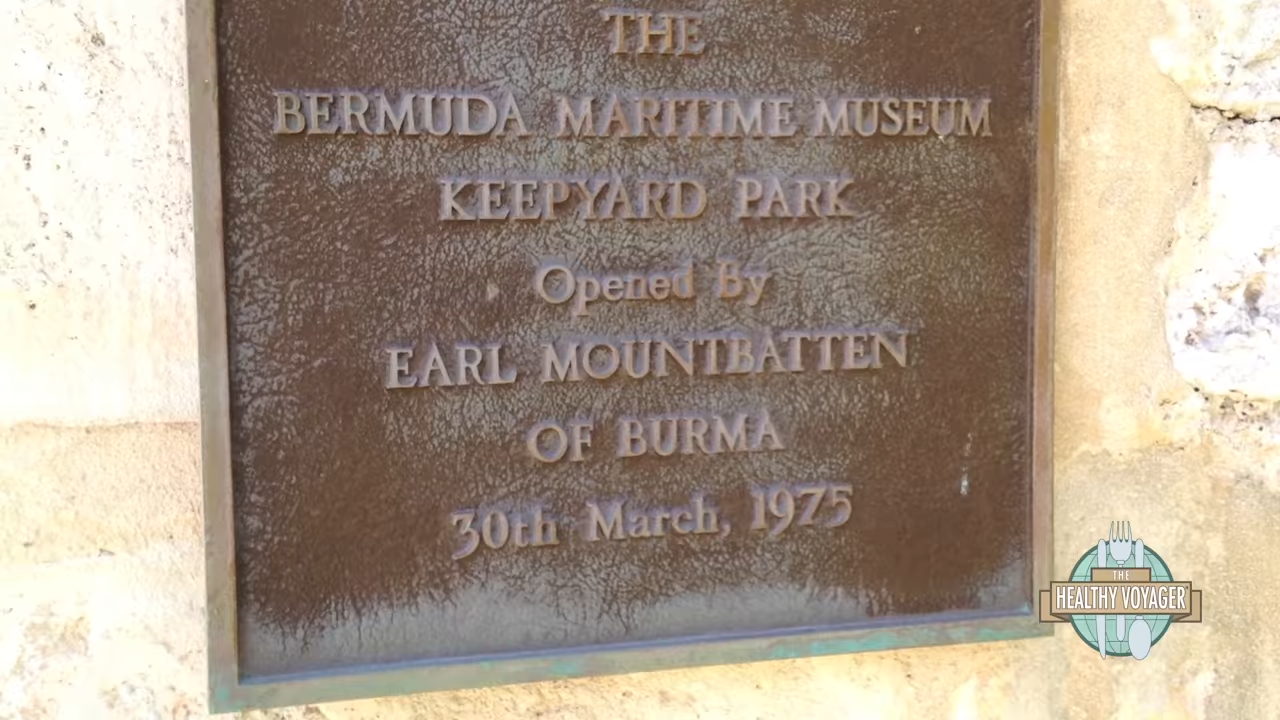 THE
BERMUDA MARITIME MUSEUM
KEEPYARD PARK
Opened By
EARL MOUNTBATTEN
OF BURMA
30th March, 1975
THE
HEALTHY VOYAGER